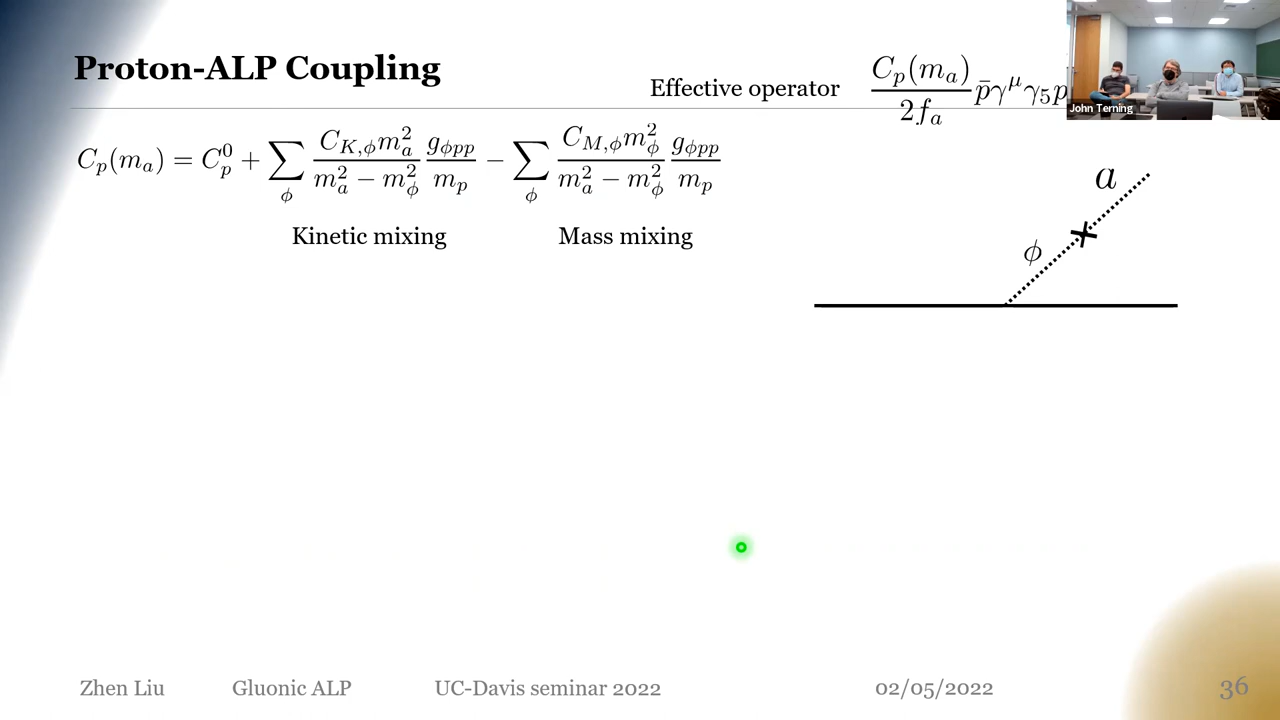 Proton-ALP Coupling
Effective operator \frac{C_p(m_a)}{2f_a} \bar{p}\gamma^\mu\gamma_5 p
John Terning
C_p(m_a) = C_p^0 + \sum_\phi \frac{C_{K,\phi} m_a^2}{m_a^2 - m_\phi^2} \frac{g_{\phi pp}}{m_p} - \sum_\phi \frac{C_{M,\phi} m_\phi^2}{m_a^2 - m_\phi^2} \frac{g_{\phi pp}}{m_p}
Kinetic mixing Mass mixing
a
ϕ
Zhen Liu Gluonic ALP UC-Davis seminar 2022 02/05/2022 36